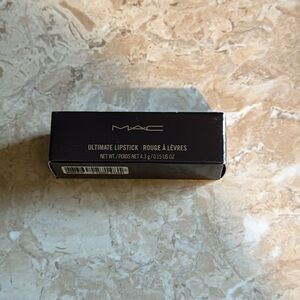 MAC
ULTIMATE LIPSTICK ROUGE À LÈVRES
NET WT./POIDS NET 4.3 g/0.15 US OZ